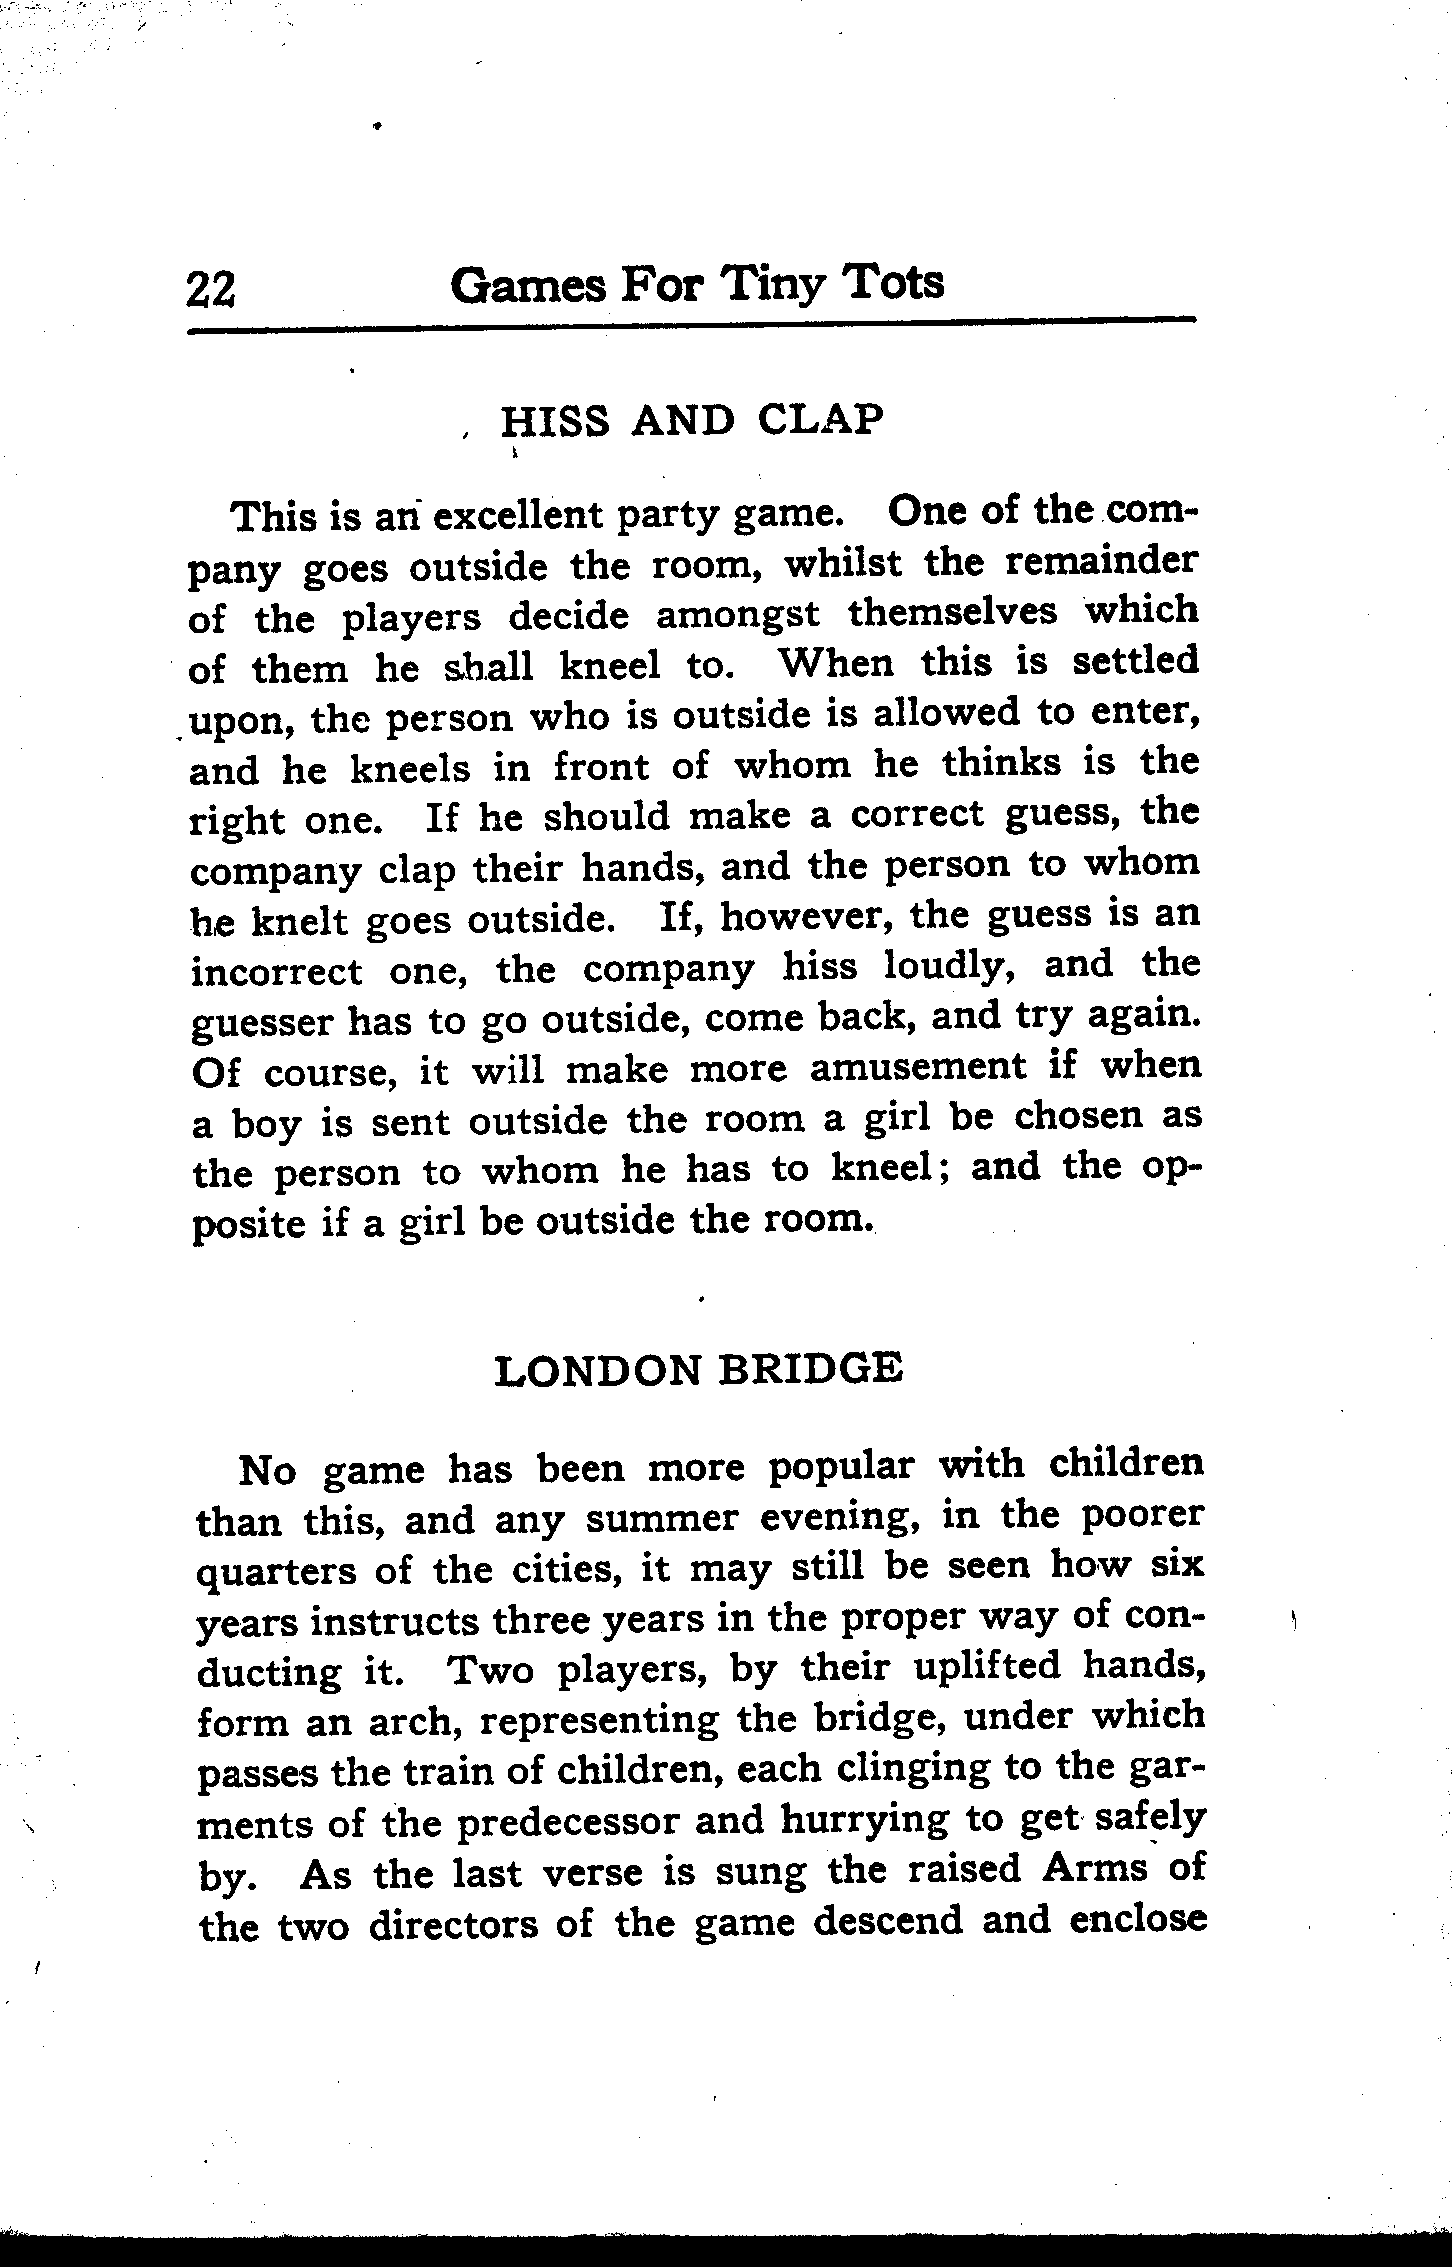 22 Games For Tiny Tots
HISS AND CLAP
This is an excellent party game. One of the com-
pany goes outside the room, whilst the remainder
of the players decide amongst themselves which
of them he shall kneel to. When this is settled
upon, the person who is outside is allowed to enter,
and he kneels in front of whom he thinks is the
right one. If he should make a correct guess, the
company clap their hands, and the person to whom
he knelt goes outside. If, however, the guess is an
incorrect one, the company hiss loudly, and the
guesser has to go outside, come back, and try again.
Of course, it will make more amusement if when
a boy is sent outside the room a girl be chosen as
the person to whom he has to kneel; and the op-
posite if a girl be outside the room.
LONDON BRIDGE
No game has been more popular with children
than this, and any summer evening, in the poorer
quarters of the cities, it may still be seen how six
years instructs three years in the proper way of con-
ducting it. Two players, by their uplifted hands,
form an arch, representing the bridge, under which
passes the train of children, each clinging to the gar-
ments of the predecessor and hurrying to get safely
by. As the last verse is sung the raised Arms of
the two directors of the game descend and enclose